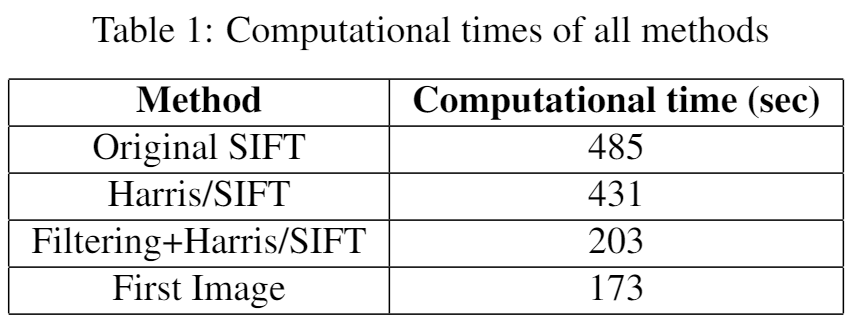 Table 1: Computational times of all methods
Method Computational time (sec)
Original SIFT 485
Harris/SIFT 431
Filtering+Harris/SIFT 203
First Image 173